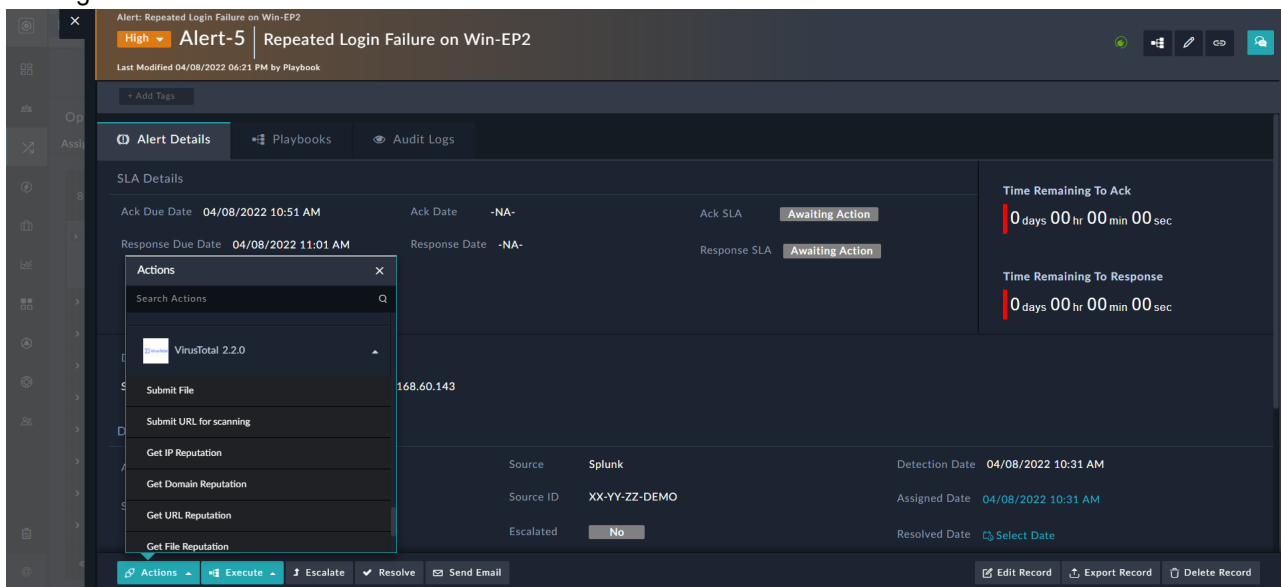 Alert: Repeated Login Failure on Win-EP2
High Alert-5 Repeated Login Failure on Win-EP2
Last Modified 04/08/2022 06:21 PM by Playbook
+ Add Tags
Alert Details Playbooks Audit Logs
SLA Details
Ack Due Date 04/08/2022 10:51 AM Ack Date -NA- Ack SLA Awaiting Action
Response Due Date 04/08/2022 11:01 AM Response Date -NA- Response SLA Awaiting Action
Time Remaining To Ack
0 days 00 hr 00 min 00 sec
Time Remaining To Response
0 days 00 hr 00 min 00 sec
Actions
Search Actions
VirusTotal 2.2.0
Submit File
Submit URL for scanning
Get IP Reputation
Get Domain Reputation
Get URL Reputation
Get File Reputation
168.60.143
Source Splunk Detection Date 04/08/2022 10:31 AM
Source ID XX-YY-ZZ-DEMO Assigned Date 04/08/2022 10:31 AM
Escalated No Resolved Date Select Date
Actions Execute Escalate Resolve Send Email Edit Record Export Record Delete Record